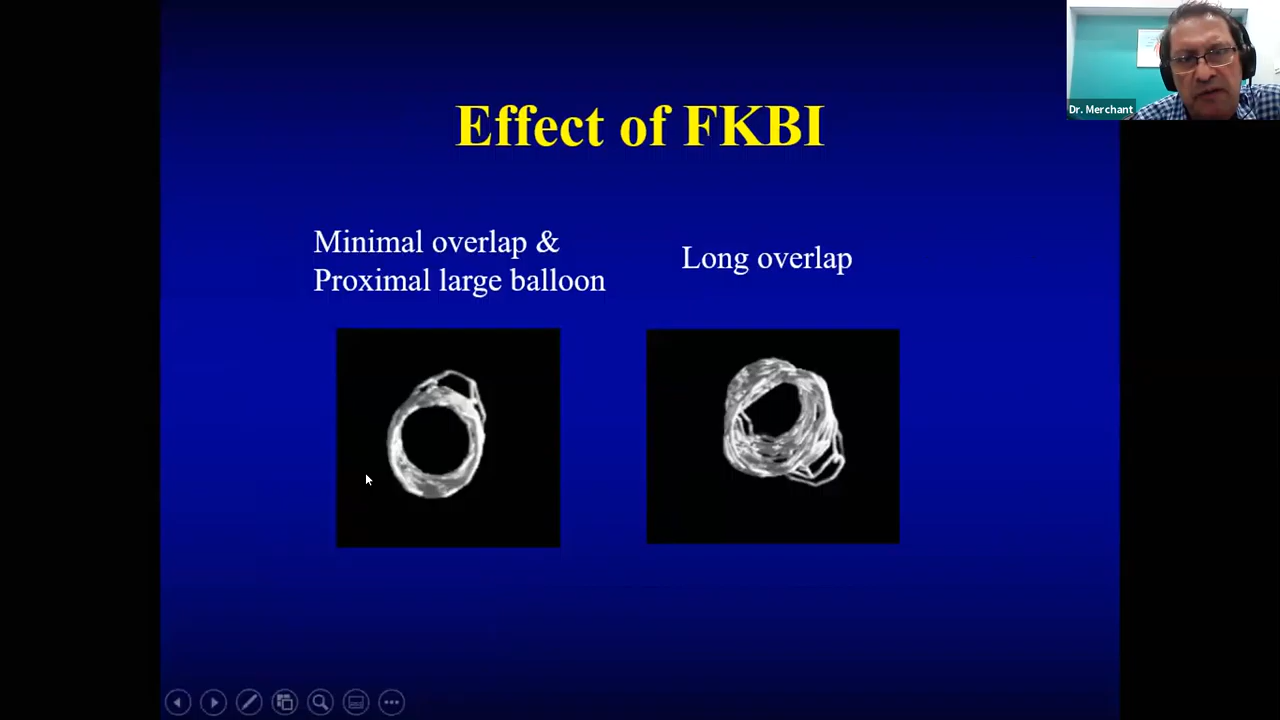 Effect of FKBI
Minimal overlap &
Proximal large balloon
Long overlap
Dr. Merchant